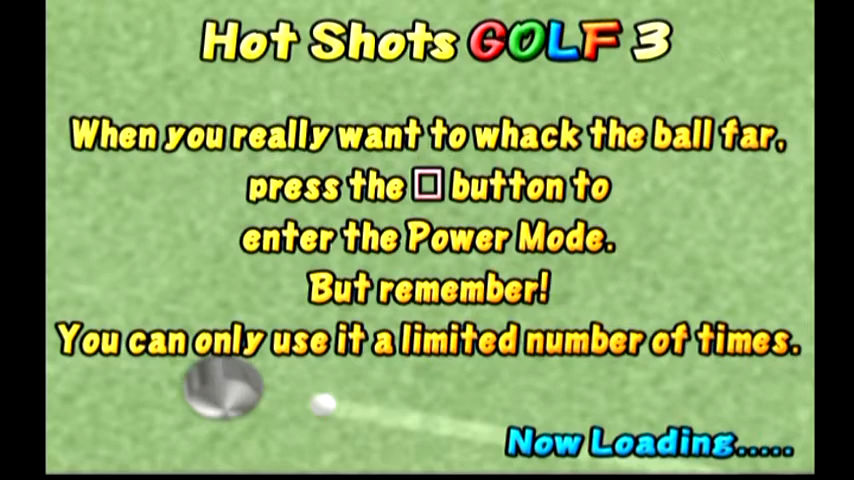 Hot Shots GOLF 3
When you really want to whack the ball far,
press the □ button to
enter the Power Mode.
But remember!
You can only use it a limited number of times.
Now Loading.....